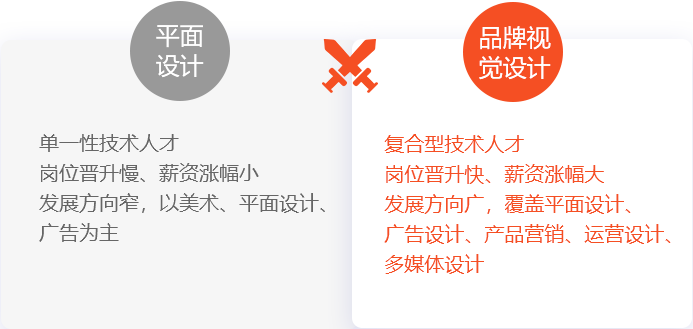 平面
设计
单一性技术人才
岗位晋升慢、薪资涨幅小
发展方向窄，以美术、平面设计、
广告为主
品牌视
觉设计
复合型技术人才
岗位晋升快、薪资涨幅大
发展方向广，覆盖平面设计、
广告设计、产品营销、运营设计、
多媒体设计